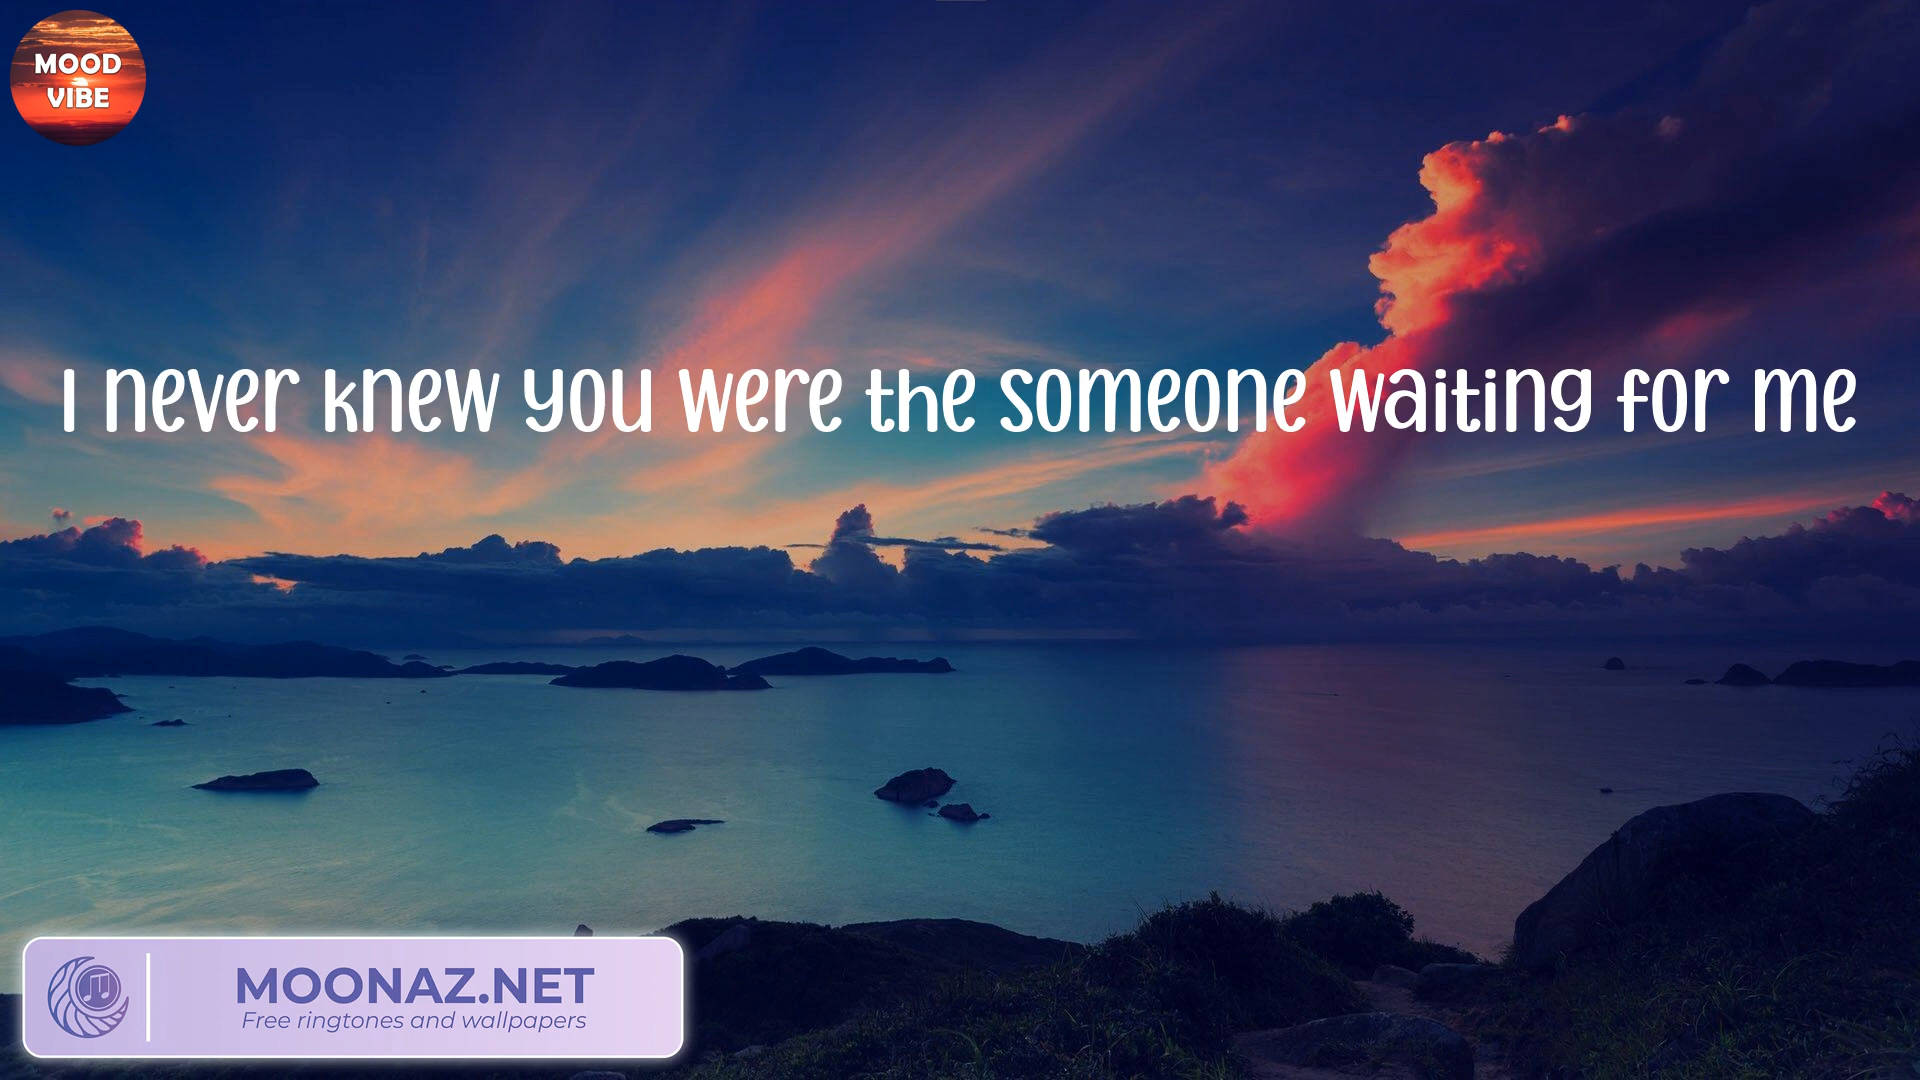 MOOD
VIBE
I never knew you were the someone waiting for me
MOONAZ.NET
Free ringtones and wallpapers